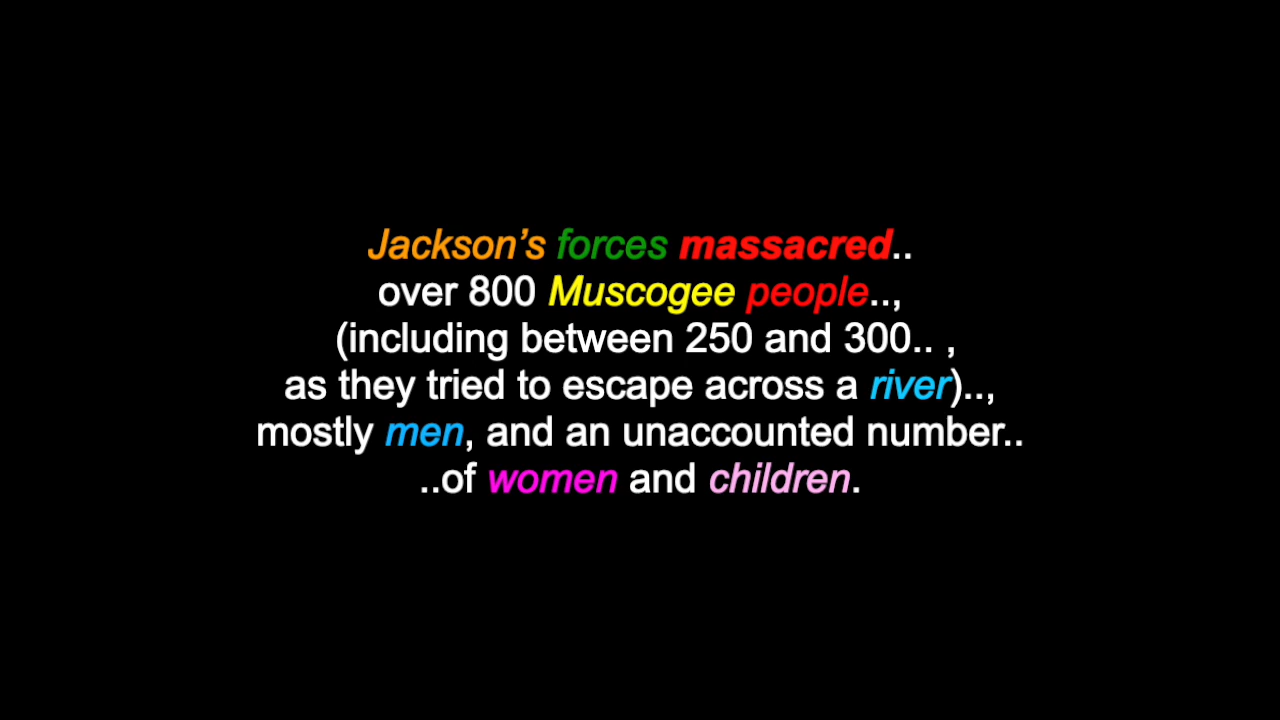 Jackson’s forces massacred..
over 800 Muscogee people..,
(including between 250 and 300.. ,
as they tried to escape across a river)..,
mostly men, and an unaccounted number..
..of women and children.